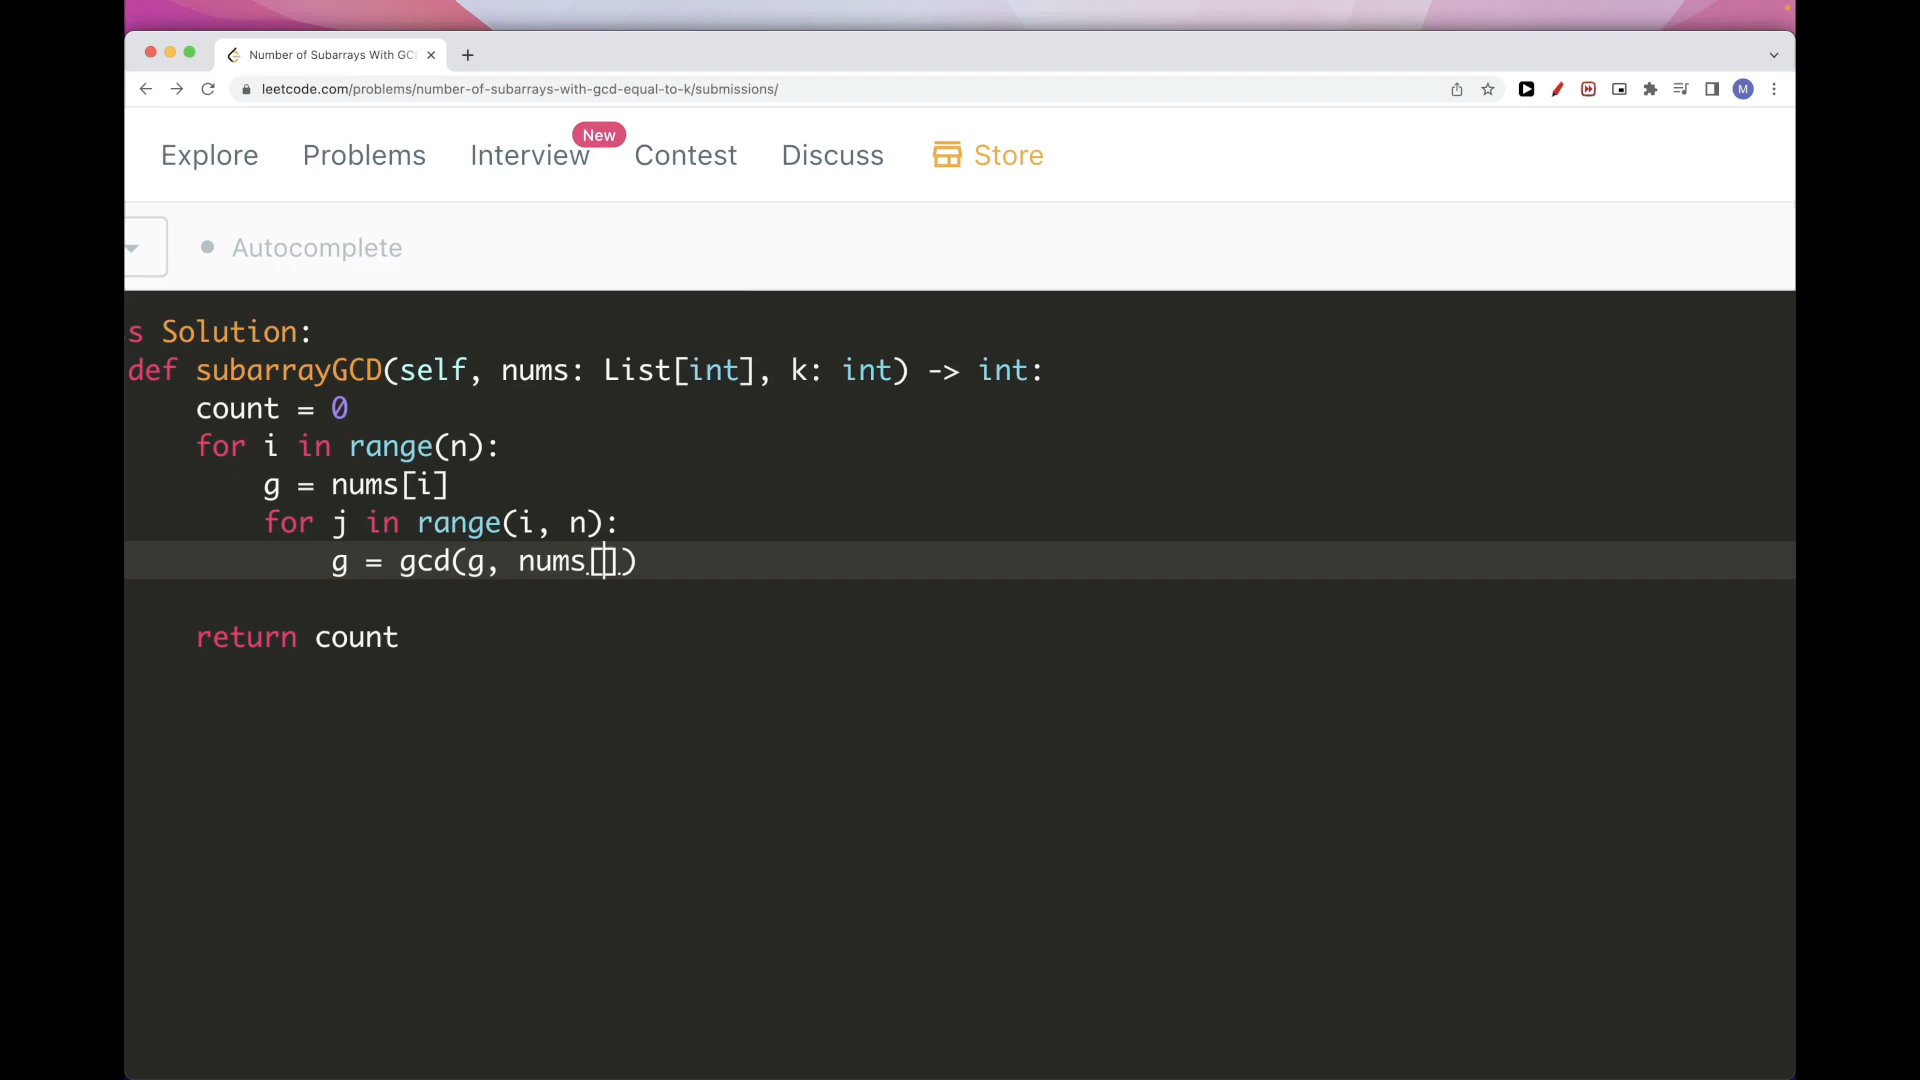 Number of Subarrays With GC
leetcode.com/problems/number-of-subarrays-with-gcd-equal-to-k/submissions/
M
New
Explore Problems Interview Contest Discuss Store
Autocomplete
s Solution:
def subarrayGCD(self, nums: List[int], k: int) -> int:
count = 0
for i in range(n):
g = nums[i]
for j in range(i, n):
g = gcd(g, nums[])
return count